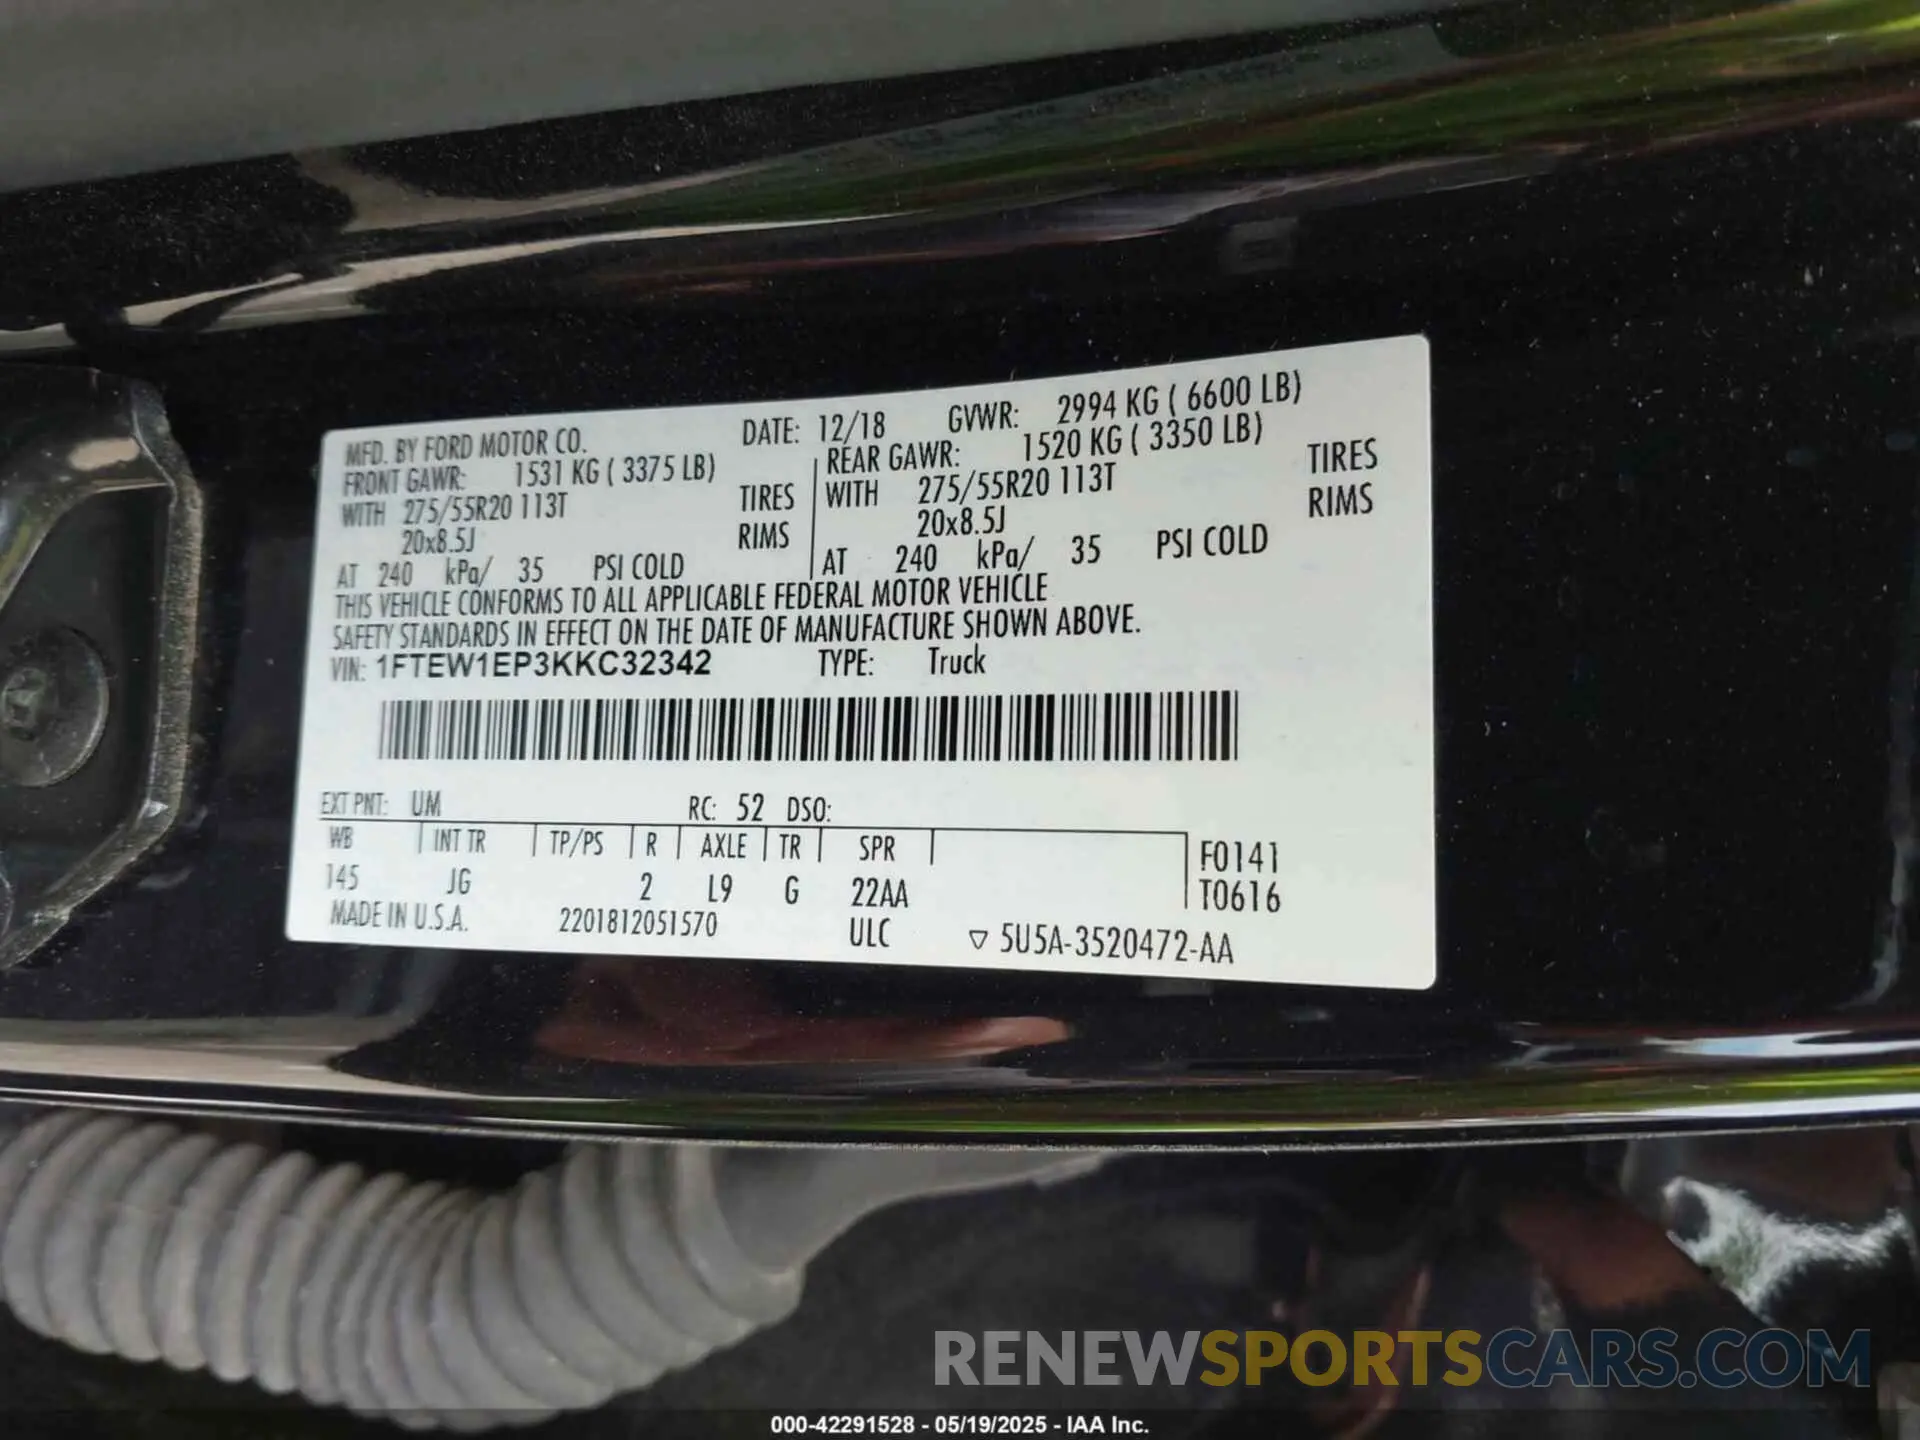 MFD. BY FORD MOTOR CO. DATE: 12/18 GVWR: 2994 KG ( 6600 LB)
FRONT GAWR: 1531 KG ( 3375 LB) REAR GAWR: 1520 KG ( 3350 LB)
WITH 275/55R20 113T TIRES WITH 275/55R20 113T TIRES
20x8.5J RIMS 20x8.5J RIMS
AT 240 kPa/ 35 PSI COLD AT 240 kPa/ 35 PSI COLD
THIS VEHICLE CONFORMS TO ALL APPLICABLE FEDERAL MOTOR VEHICLE
SAFETY STANDARDS IN EFFECT ON THE DATE OF MANUFACTURE SHOWN ABOVE.
VIN: 1FTEW1EP3KKC32342 TYPE: Truck
EXT PNT: UM RC: 52 DSO:
WB INT TR TP/PS R AXLE TR SPR F0141
145 JG 2 L9 G 22AA T0616
MADE IN U.S.A. 2201812051570 ULC ▽ 5U5A-3520472-AA
RENEWSPORTSCARS.COM
000-42291528 - 05/19/2025 - IAA Inc.